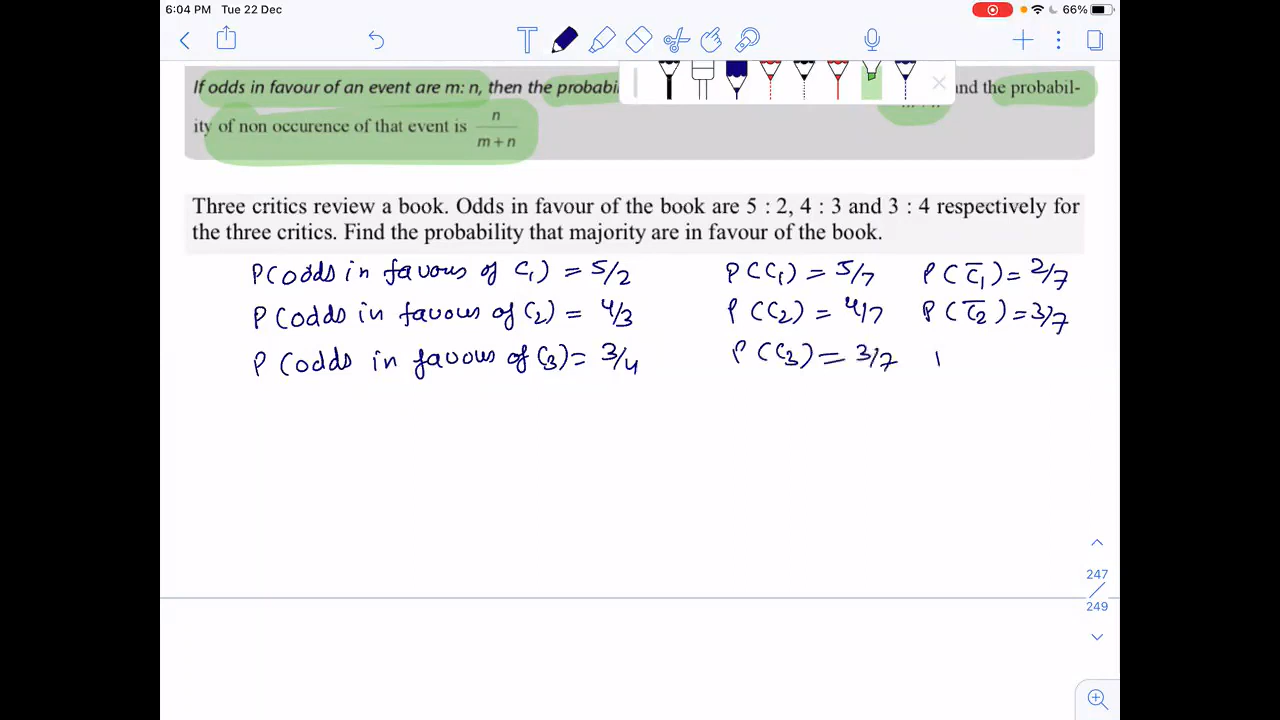 6:04 PM Tue 22 Dec 66%
If odds in favour of an event are m: n, then the probabil and the probabil-
ity of non occurence of that event is n / m + n
Three critics review a book. Odds in favour of the book are 5 : 2, 4 : 3 and 3 : 4 respectively for
the three critics. Find the probability that majority are in favour of the book.
P(odds in favour of C1) = 5/2 P(C1) = 5/7 P(C̅1) = 2/7
P(odds in favour of C2) = 4/3 P(C2) = 4/7 P(C̅2) = 3/7
P(odds in favour of C3) = 3/4 P(C3) = 3/7
247
249